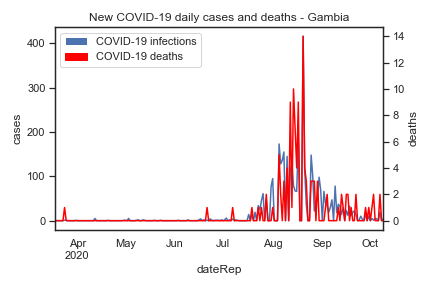 New COVID-19 daily cases and deaths - Gambia
COVID-19 infections
COVID-19 deaths
400
300
200
100
0
cases
14
12
10
8
6
4
2
0
deaths
Apr May Jun Jul Aug Sep Oct
2020
dateRep